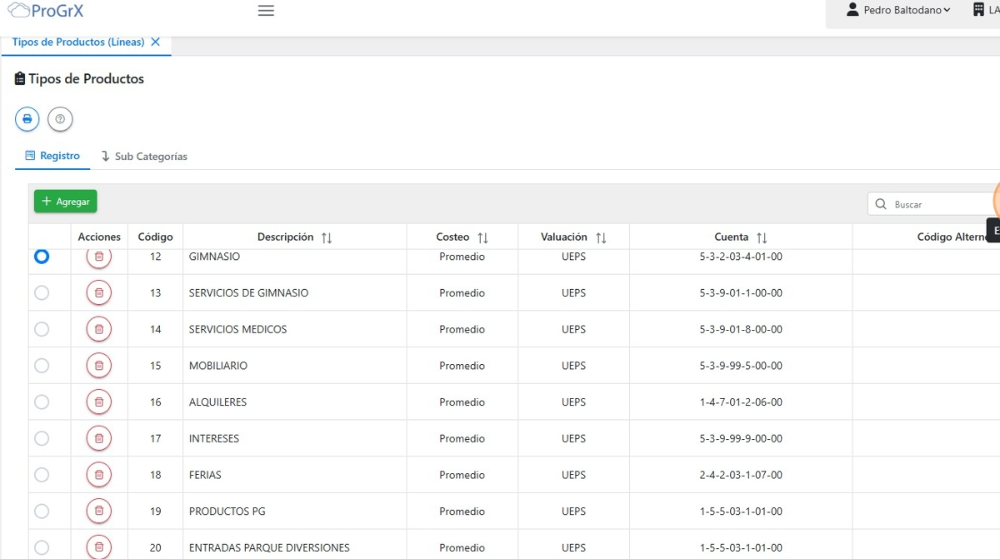 ProGrX
Pedro Baltodano
LA
Tipos de Productos (Líneas)
Tipos de Productos
Registro
Sub Categorías
Agregar
Buscar
E
Acciones Código Descripción Costeo Valuación Cuenta Código Alterno
12 GIMNASIO Promedio UEPS 5-3-2-03-4-01-00
13 SERVICIOS DE GIMNASIO Promedio UEPS 5-3-9-01-1-00-00
14 SERVICIOS MEDICOS Promedio UEPS 5-3-9-01-8-00-00
15 MOBILIARIO Promedio UEPS 5-3-9-99-5-00-00
16 ALQUILERES Promedio UEPS 1-4-7-01-2-06-00
17 INTERESES Promedio UEPS 5-3-9-99-9-00-00
18 FERIAS Promedio UEPS 2-4-2-03-1-07-00
19 PRODUCTOS PG Promedio UEPS 1-5-5-03-1-01-00
20 ENTRADAS PARQUE DIVERSIONES Promedio UEPS 1-5-5-03-1-01-00